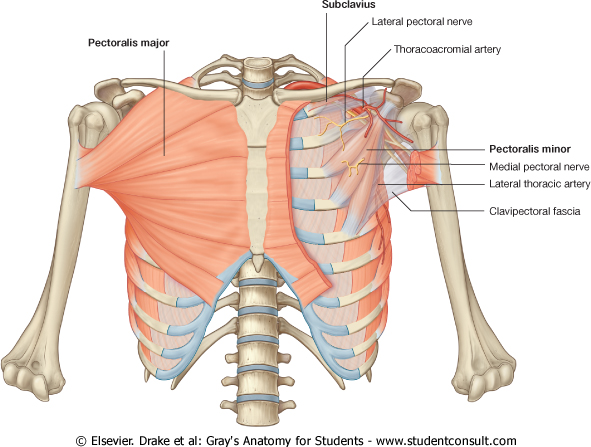 Subclavius
Lateral pectoral nerve
Pectoralis major
Thoracoacromial artery
Pectoralis minor
Medial pectoral nerve
Lateral thoracic artery
Clavipectoral fascia
© Elsevier. Drake et al: Gray's Anatomy for Students - www.studentconsult.com